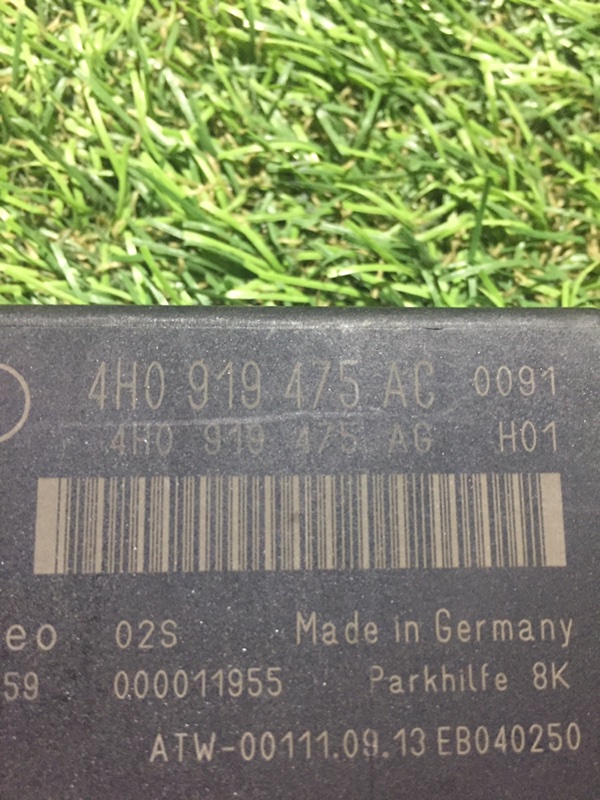 4H0 919 475 AC 0091
4H0 919 475 AG H01
eo 02S Made in Germany
59 000011955 Parkhilfe 8K
ATW-00111.09.13 EB040250